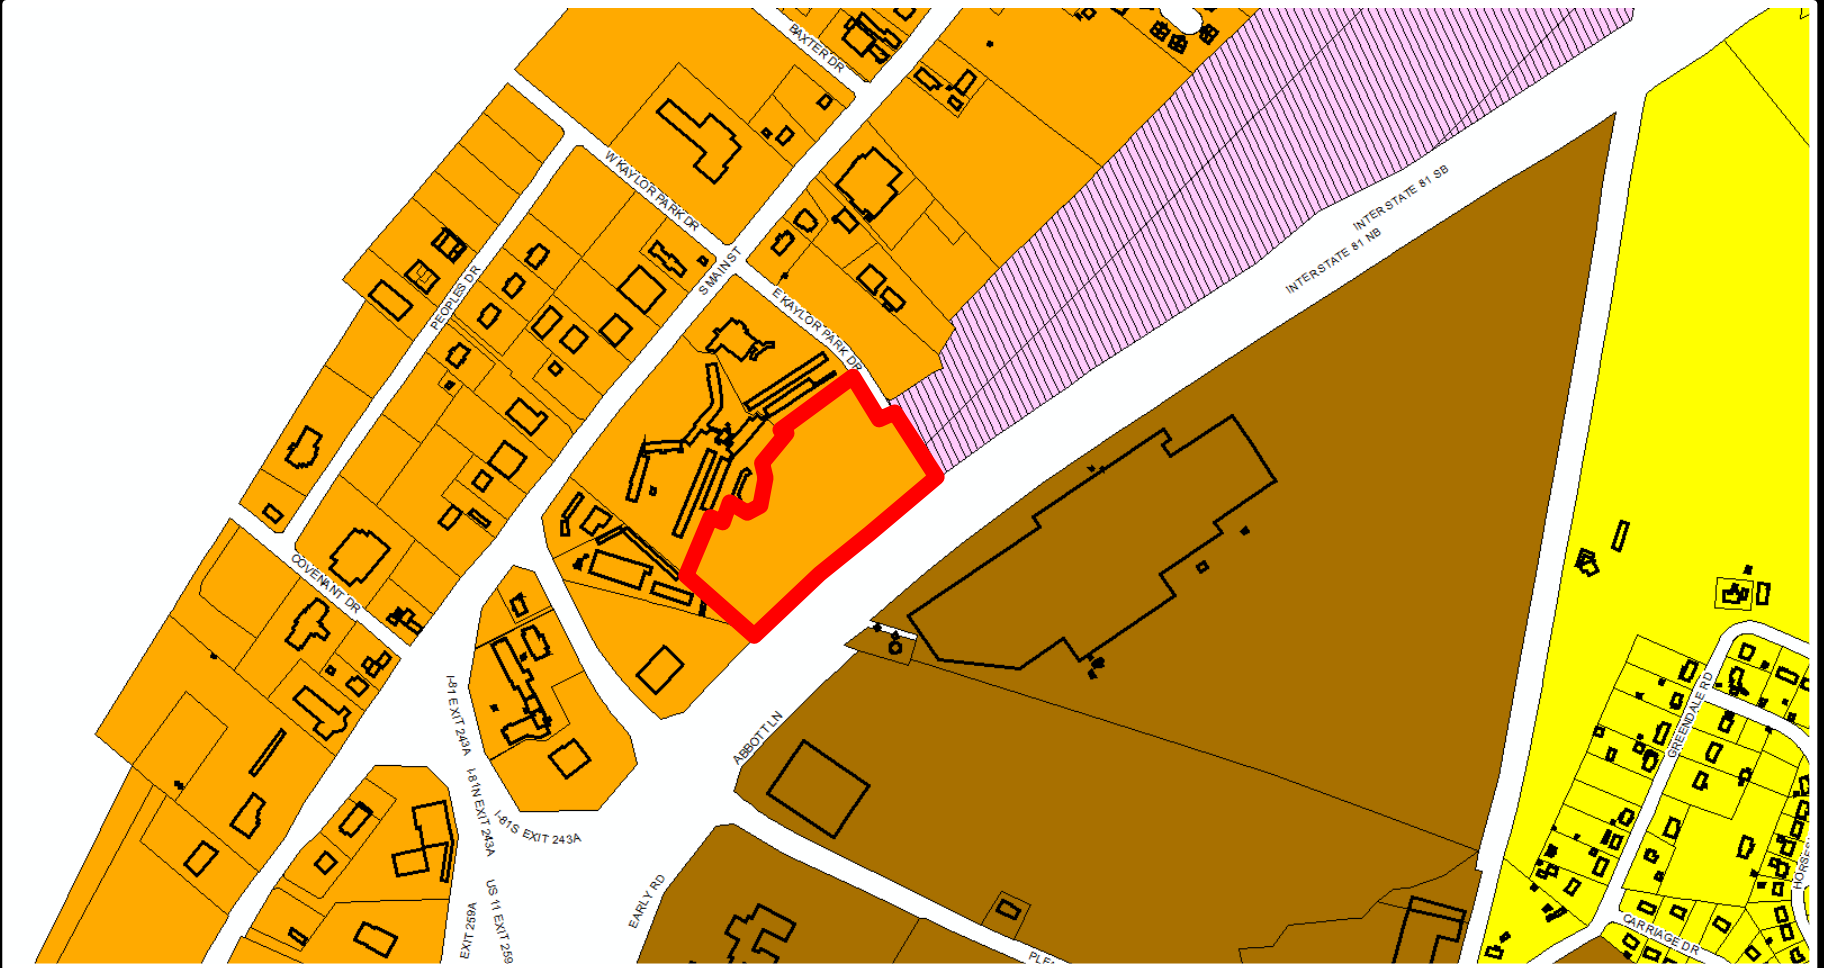 BAXTER DR
W KAYLOR PARK DR
S MAIN ST
E KAYLOR PARK DR
PEOPLES DR
INTERSTATE 81 SB
INTERSTATE 81 NB
COVENANT DR
I-81 EXIT 243A
I-81N EXIT 243A
I-81S EXIT 243A
ABBOTT LN
GREENDALE RD
EARLY RD
EXIT 259A
US 11 EXIT 259
CARRIAGE DR
HORSE
PLE